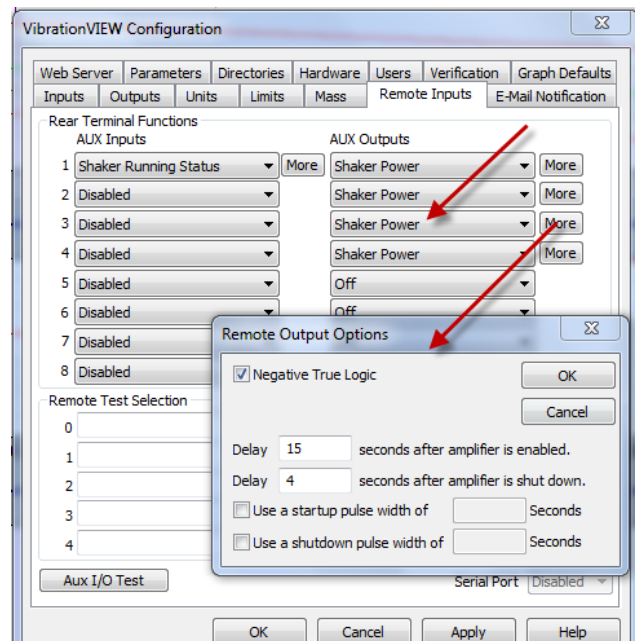 VibrationVIEW Configuration
Web Server Parameters Directories Hardware Users Verification Graph Defaults
Inputs Outputs Units Limits Mass Remote Inputs E-Mail Notification
Rear Terminal Functions
AUX Inputs AUX Outputs
1 Shaker Running Status More Shaker Power More
2 Disabled Shaker Power More
3 Disabled Shaker Power More
4 Disabled Shaker Power More
5 Disabled Off
6 Disabled Off
7 Disabled
8 Disabled
Remote Output Options
Negative True Logic OK
Cancel
Delay 15 seconds after amplifier is enabled.
Delay 4 seconds after amplifier is shut down.
Use a startup pulse width of Seconds
Use a shutdown pulse width of Seconds
Remote Test Selection
0
1
2
3
4
Aux I/O Test Serial Port Disabled
OK Cancel Apply Help